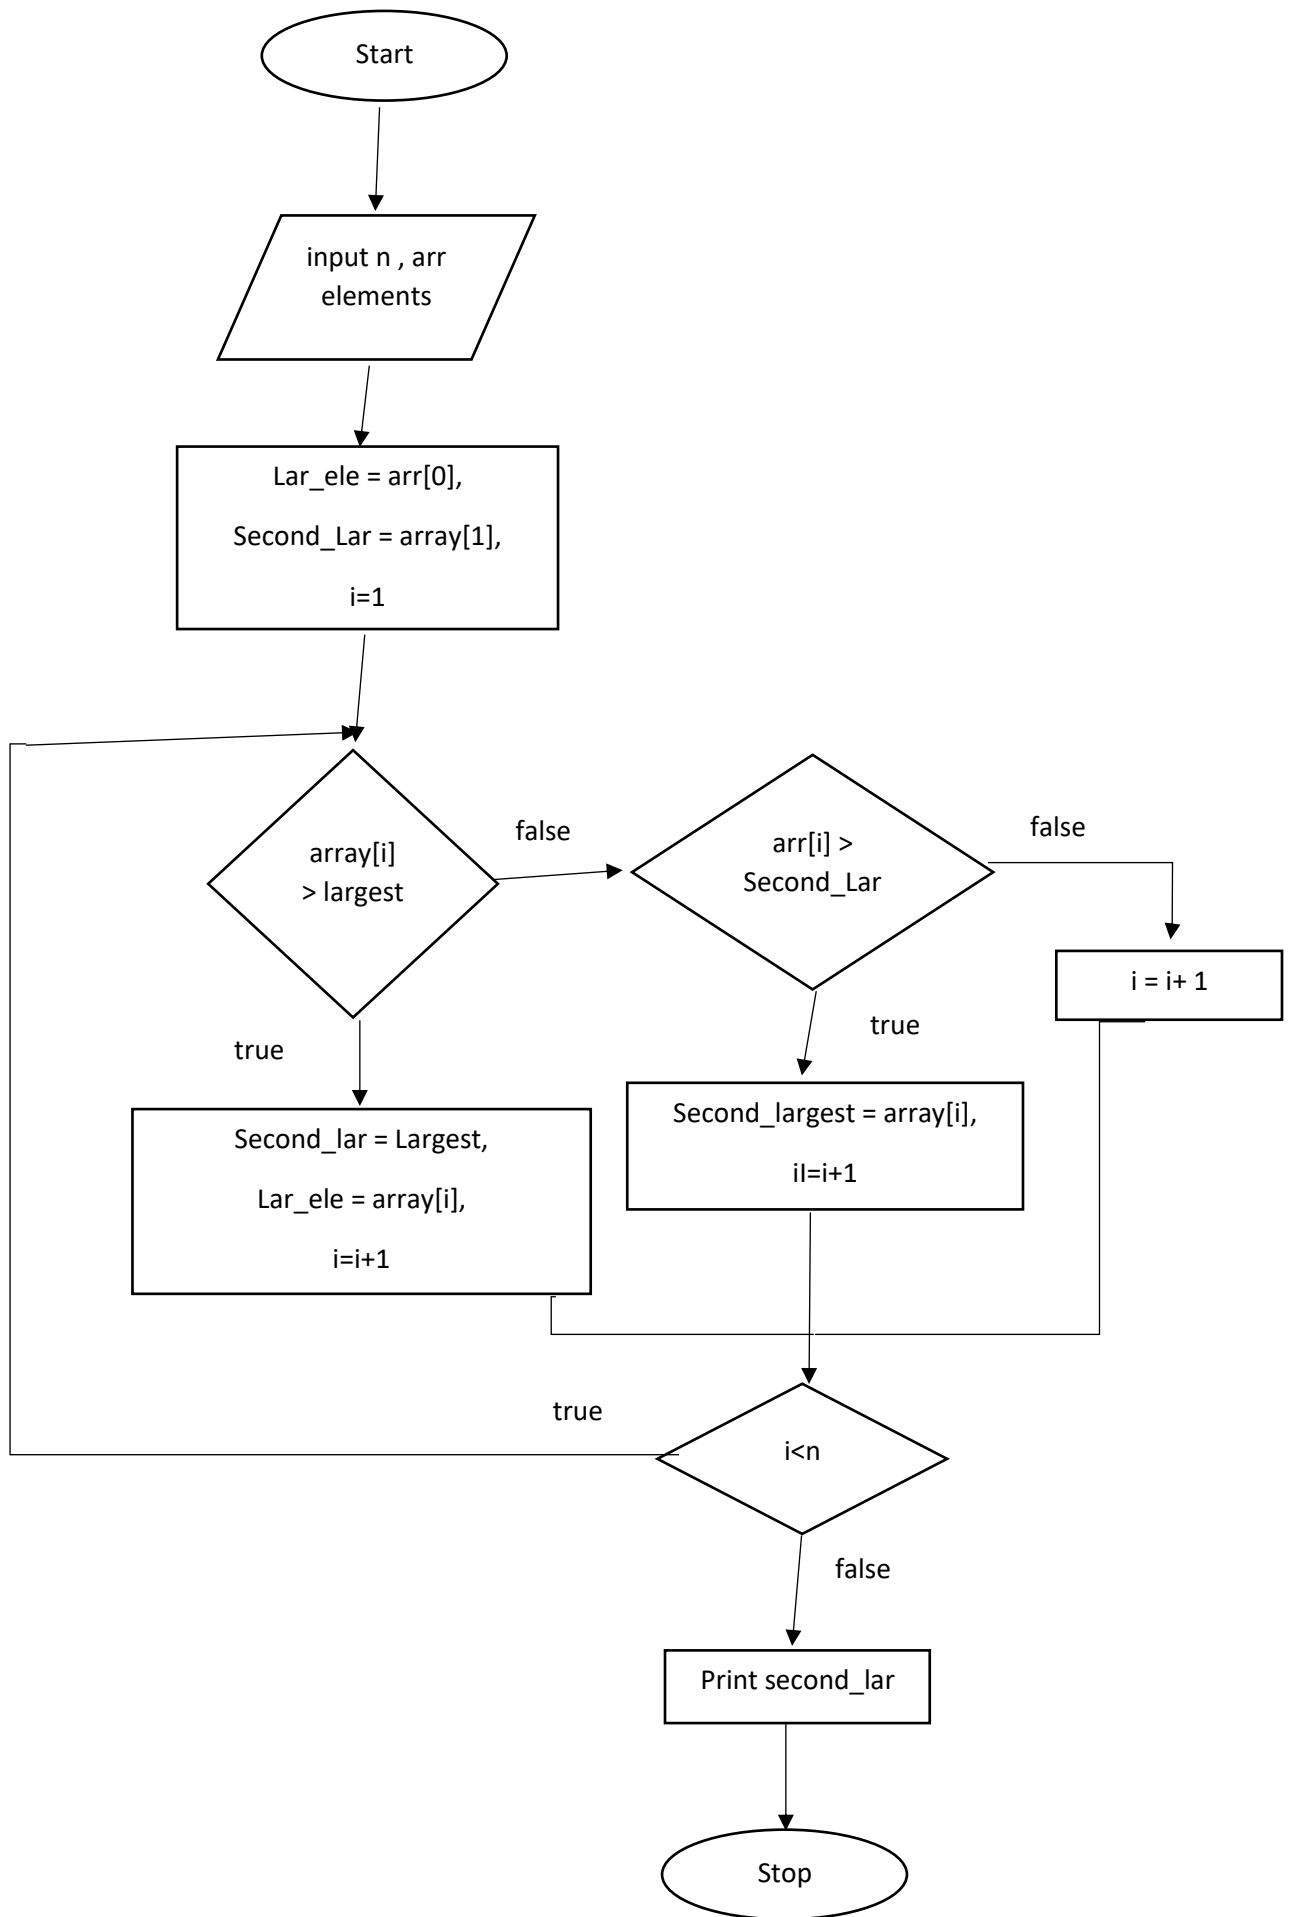 Start
input n , arr
elements
Lar_ele = arr[0],
Second_Lar = array[1],
i=1
array[i]
> largest
false
arr[i] >
Second_Lar
false
i = i+ 1
true
true
Second_lar = Largest,
Lar_ele = array[i],
i=i+1
Second_largest = array[i],
iI=i+1
true
i<n
false
Print second_lar
Stop